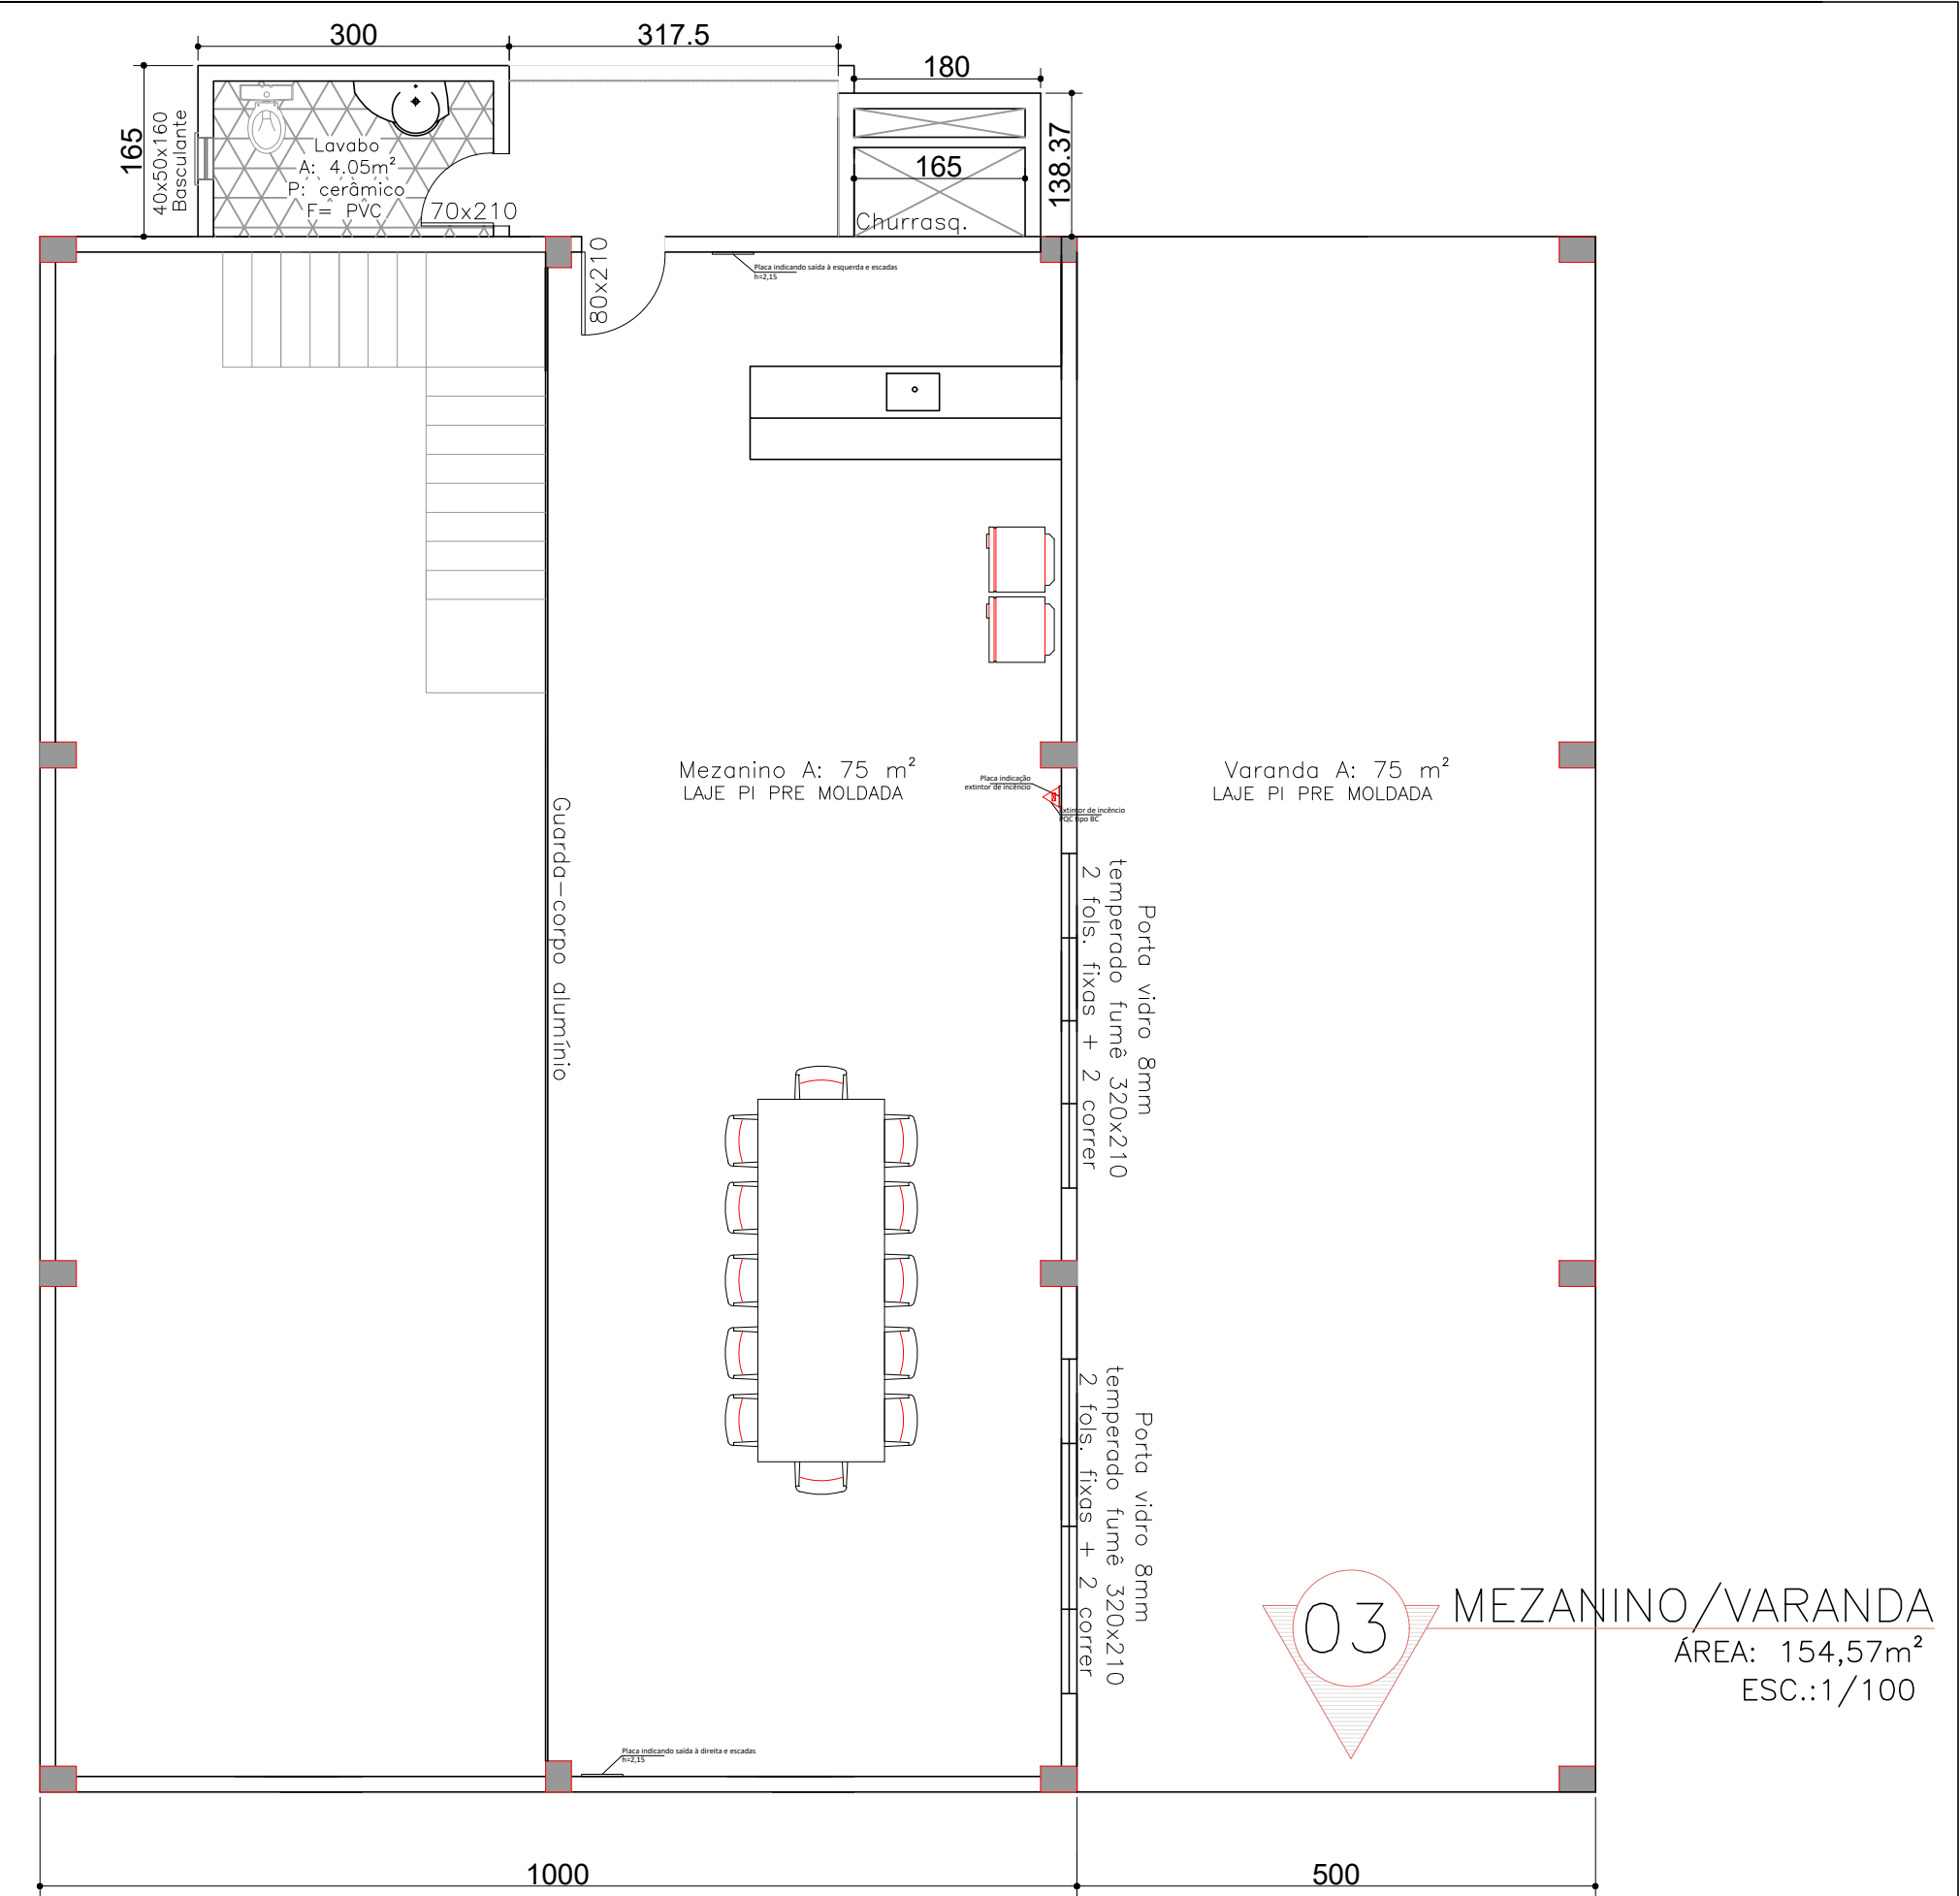 300
317.5
180
165
40x50x160
Basculante
Lavabo
A: 4.05m²
P: cerâmico
F= PVC
70x210
165
138.37
Churrasq.
80x210
Placa indicando saída à esquerda e escadas
h=2,15
Mezanino A: 75 m²
LAJE PI PRE MOLDADA
Placa indicação
extintor de incêncio
Extintor de incêncio
PQC tipo BC
Varanda A: 75 m²
LAJE PI PRE MOLDADA
Guarda-corpo alumínio
Porta vidro 8mm
temperado fumê 320x210
2 fols. fixas + 2 correr
Porta vidro 8mm
temperado fumê 320x210
2 fols. fixas + 2 correr
03
MEZANINO/VARANDA
ÁREA: 154,57m²
ESC.:1/100
Placa indicando saída à direita e escadas
h=2,15
1000
500